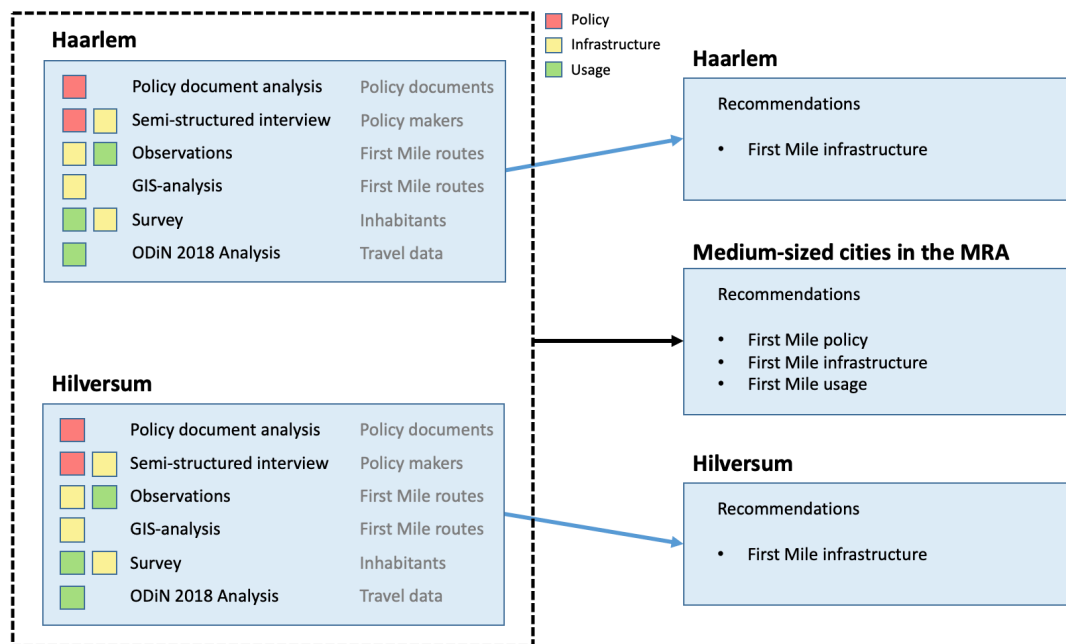 Policy
Infrastructure
Usage
Haarlem
Policy document analysis Policy documents
Semi-structured interview Policy makers
Observations First Mile routes
GIS-analysis First Mile routes
Survey Inhabitants
ODiN 2018 Analysis Travel data
Hilversum
Policy document analysis Policy documents
Semi-structured interview Policy makers
Observations First Mile routes
GIS-analysis First Mile routes
Survey Inhabitants
ODiN 2018 Analysis Travel data
Haarlem
Recommendations
• First Mile infrastructure
Medium-sized cities in the MRA
Recommendations
• First Mile policy
• First Mile infrastructure
• First Mile usage
Hilversum
Recommendations
• First Mile infrastructure